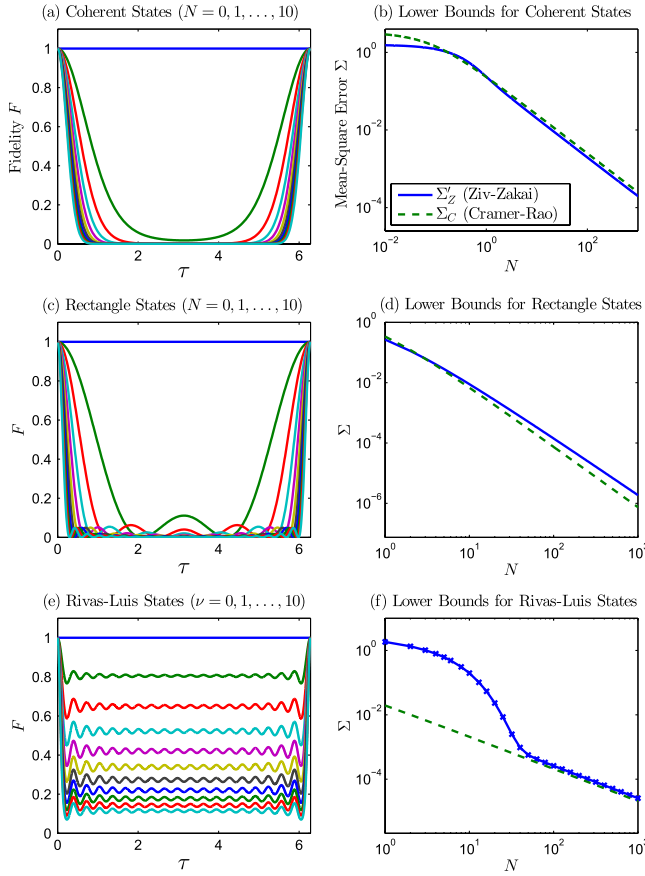 (a) Coherent States (N = 0, 1, . . . , 10)
1
0.8
0.6
0.4
0.2
0
0 2 4 6
Fidelity F
τ
(b) Lower Bounds for Coherent States
10^0
10^−2
10^−4
10^−2 10^0 10^2
Mean-Square Error Σ
N
Σ′_Z (Ziv-Zakai)
Σ_C (Cramer-Rao)
(c) Rectangle States (N = 0, 1, . . . , 10)
1
0.8
0.6
0.4
0.2
0
0 2 4 6
F
τ
(d) Lower Bounds for Rectangle States
10^0
10^−2
10^−4
10^−6
10^0 10^1 10^2 10^3
Σ
N
(e) Rivas-Luis States (ν = 0, 1, . . . , 10)
1
0.8
0.6
0.4
0.2
0
0 2 4 6
F
τ
(f) Lower Bounds for Rivas-Luis States
10^0
10^−2
10^−4
10^0 10^1 10^2 10^3
Σ
N